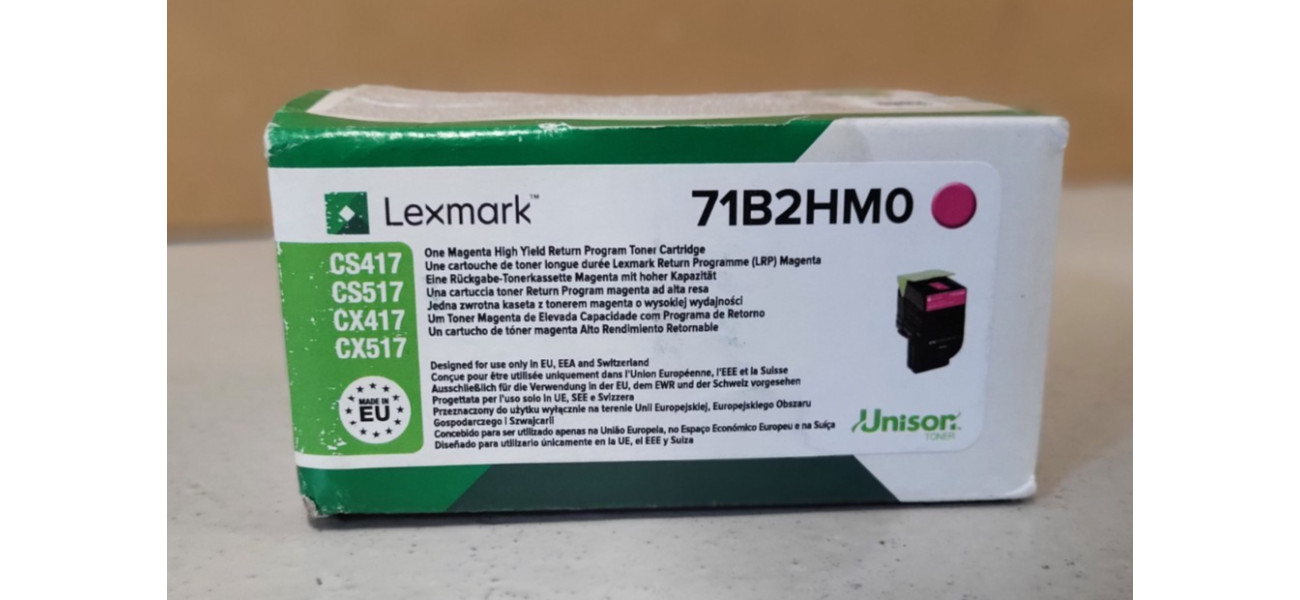 Lexmark™
71B2HM0
CS417
CS517
CX417
CX517
One Magenta High Yield Return Program Toner Cartridge
Une cartouche de toner longue durée Lexmark Return Programme (LRP) Magenta
Eine Rückgabe-Tonerkassette Magenta mit hoher Kapazität
Una cartuccia toner Return Program magenta ad alta resa
Jedna zwrotna kaseta z tonerem magenta o wysokiej wydajności
Um Toner Magenta de Elevada Capacidade com Programa de Retorno
Un cartucho de tóner magenta Alto Rendimiento Retornable
Designed for use only in EU, EEA and Switzerland
Conçue pour être utilisée uniquement dans l'Union Européenne, l'EEE et la Suisse
Ausschließlich für die Verwendung in der EU, dem EWR und der Schweiz vorgesehen
Progettata per l'uso solo in UE, SEE e Svizzera
Przeznaczony do użytku wyłącznie na terenie Unii Europejskiej, Europejskiego Obszaru
Gospodarczego i Szwajcarii
Concebido para ser utilizado apenas na União Europeia, no Espaço Económico Europeu e na Suíça
Diseñado para utilizarlo únicamente en la UE, el EEE y Suiza
MADE IN
EU
Unison
TONER